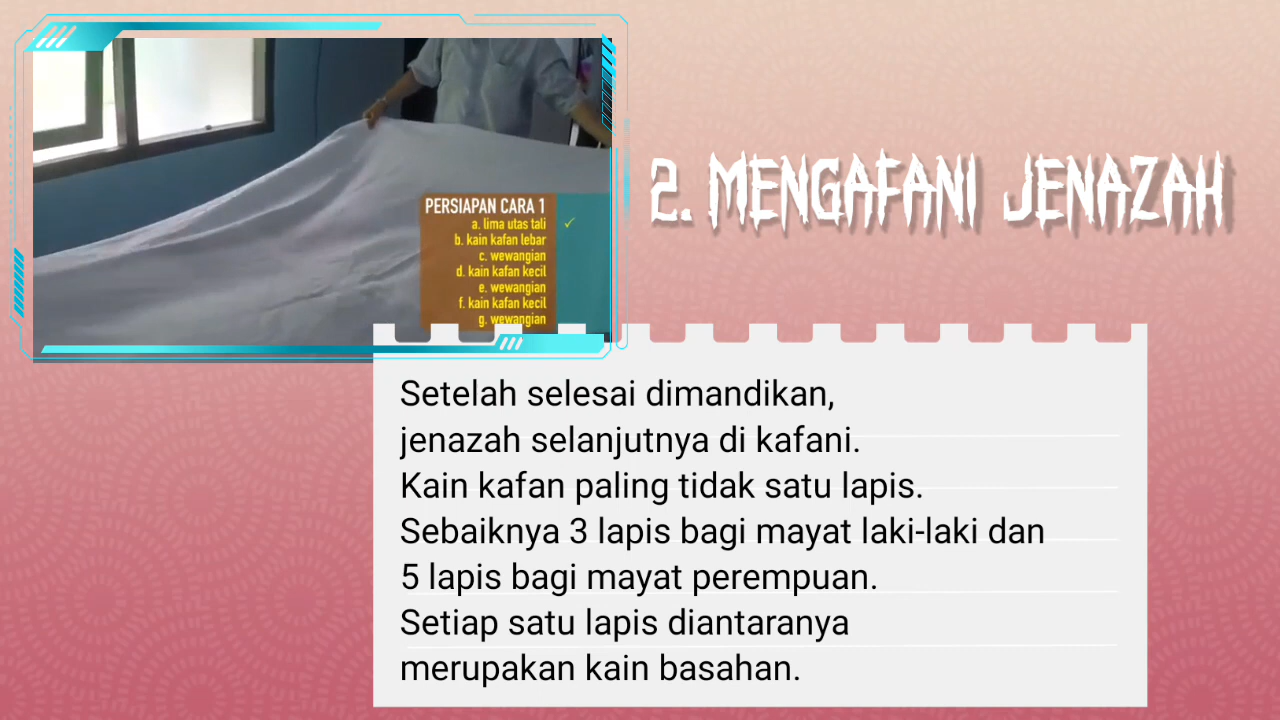 2. MENGAFANI JENAZAH
PERSIAPAN CARA 1
a. lima utas tali ✓
b. kain kafan lebar
c. wewangian
d. kain kafan kecil
e. wewangian
f. kain kafan kecil
g. wewangian
Setelah selesai dimandikan,
jenazah selanjutnya di kafani.
Kain kafan paling tidak satu lapis.
Sebaiknya 3 lapis bagi mayat laki-laki dan
5 lapis bagi mayat perempuan.
Setiap satu lapis diantaranya
merupakan kain basahan.